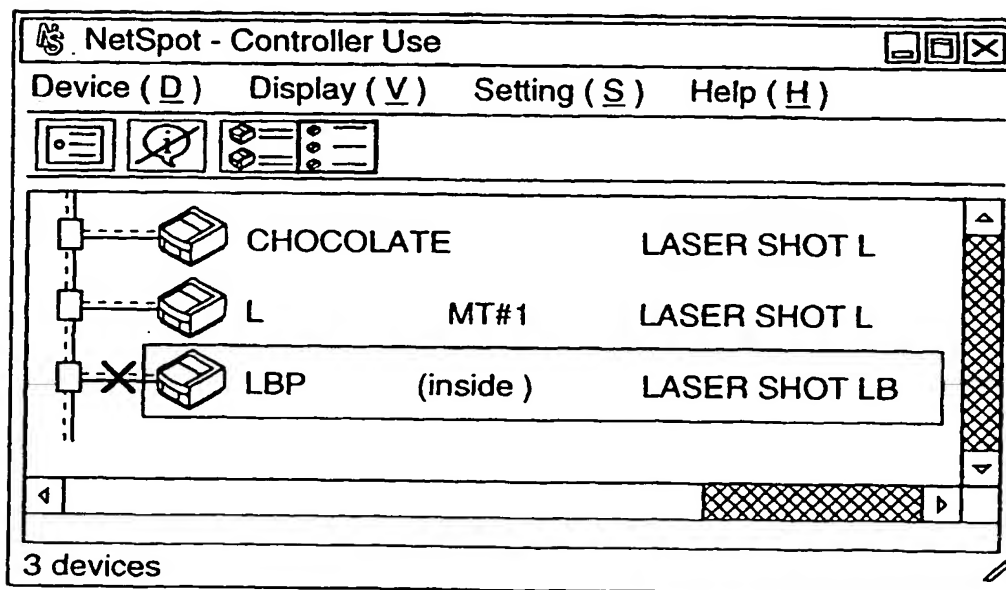 NS NetSpot - Controller Use
Device ( D ) Display ( V ) Setting ( S ) Help ( H )
i
CHOCOLATE LASER SHOT L
L MT#1 LASER SHOT L
LBP (inside ) LASER SHOT LB
3 devices